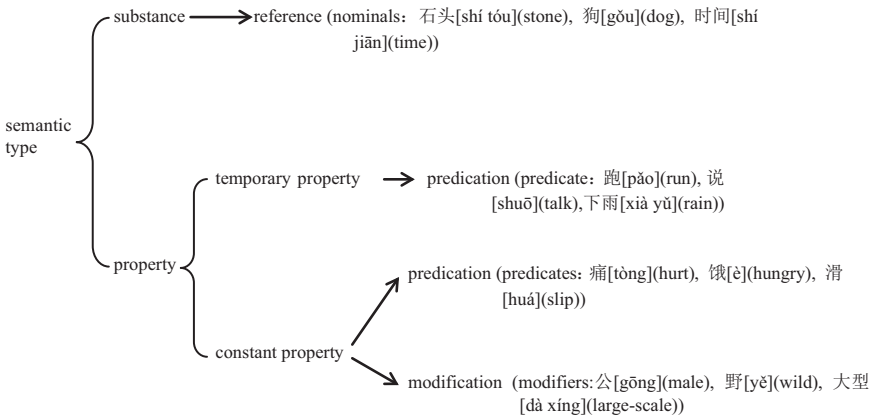 substance
reference (nominals：石头[shí tóu](stone), 狗[gǒu](dog), 时间[shí
jiān](time))
semantic
type
temporary property
predication (predicate：跑[pǎo](run), 说
[shuō](talk),下雨[xià yǔ](rain))
property
predication (predicates: 痛[tòng](hurt), 饿[è](hungry), 滑
[huá](slip))
constant property
modification (modifiers:公[gōng](male), 野[yě](wild), 大型
[dà xíng](large-scale))